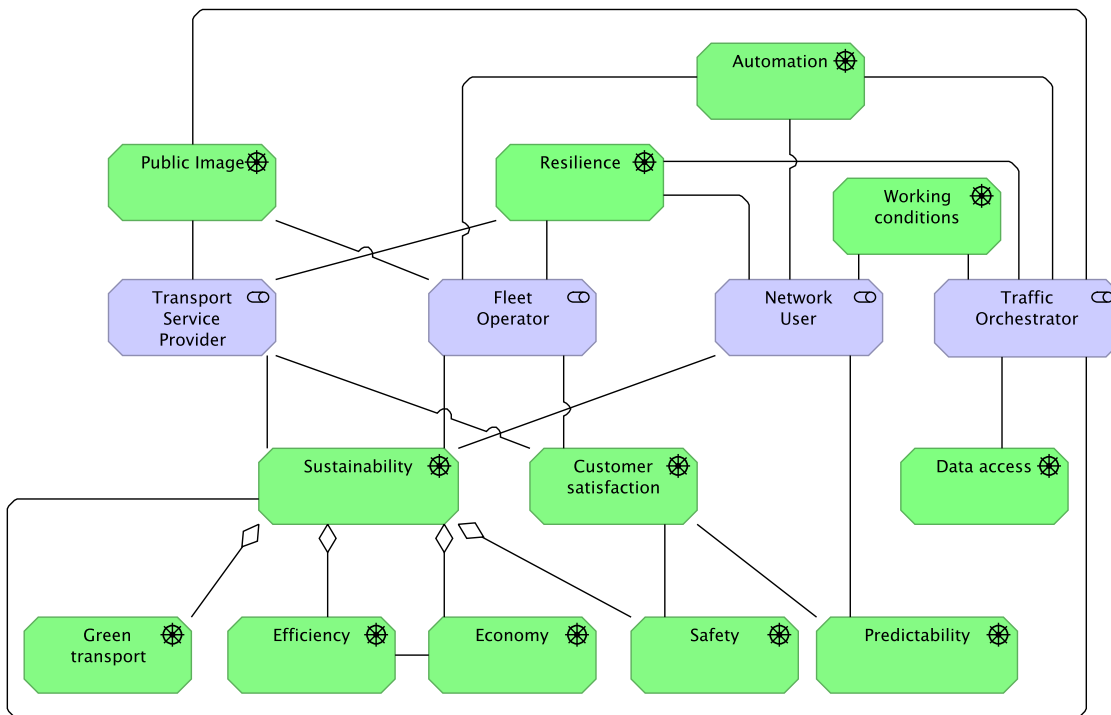 Automation
Public Image
Resilience
Working
conditions
Transport
Service
Provider
Fleet
Operator
Network
User
Traffic
Orchestrator
Sustainability
Customer
satisfaction
Data access
Green
transport
Efficiency
Economy
Safety
Predictability